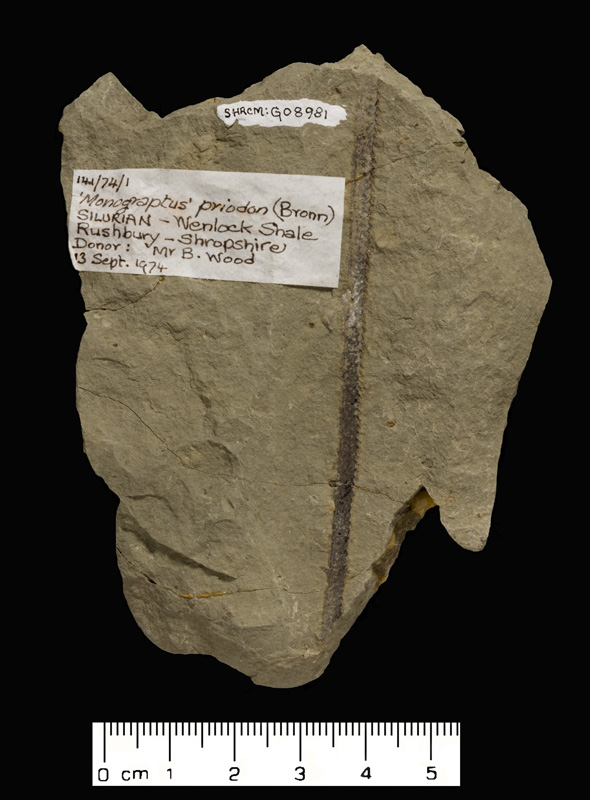 SHRCM:G08981
144/74/1
'Monograptus' priodon (Bronn)
SILURIAN - Wenlock Shale
Rushbury - Shropshire
Donor: Mr B. Wood
13 Sept. 1974
0 cm 1 2 3 4 5